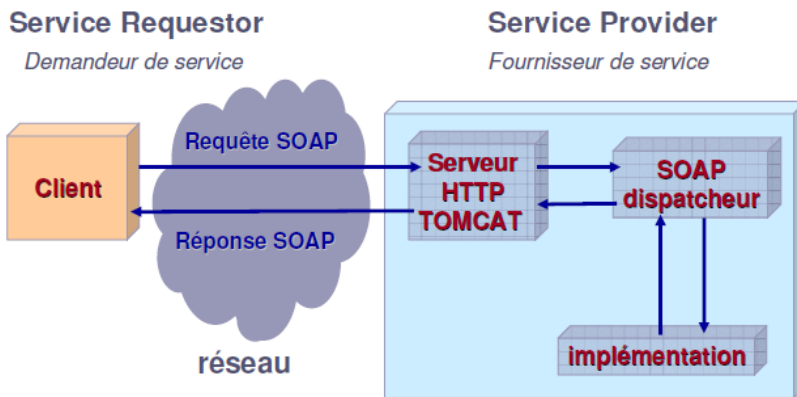 Service Requestor
Service Provider
Demandeur de service
Fournisseur de service
Requête SOAP
Client
Serveur
HTTP
TOMCAT
SOAP
dispatcheur
Réponse SOAP
réseau
implémentation